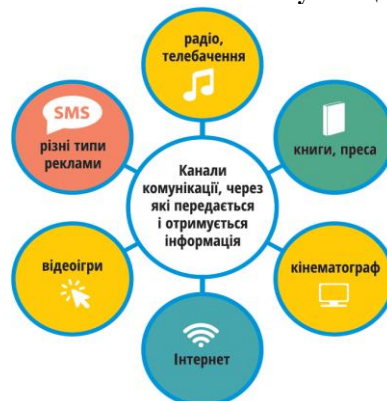 радіо,
телебачення
SMS
різні типи
реклами
книги, преса
Канали
комунікації, через
які передається
і отримується
інформація
відеоігри
кінематограф
Інтернет